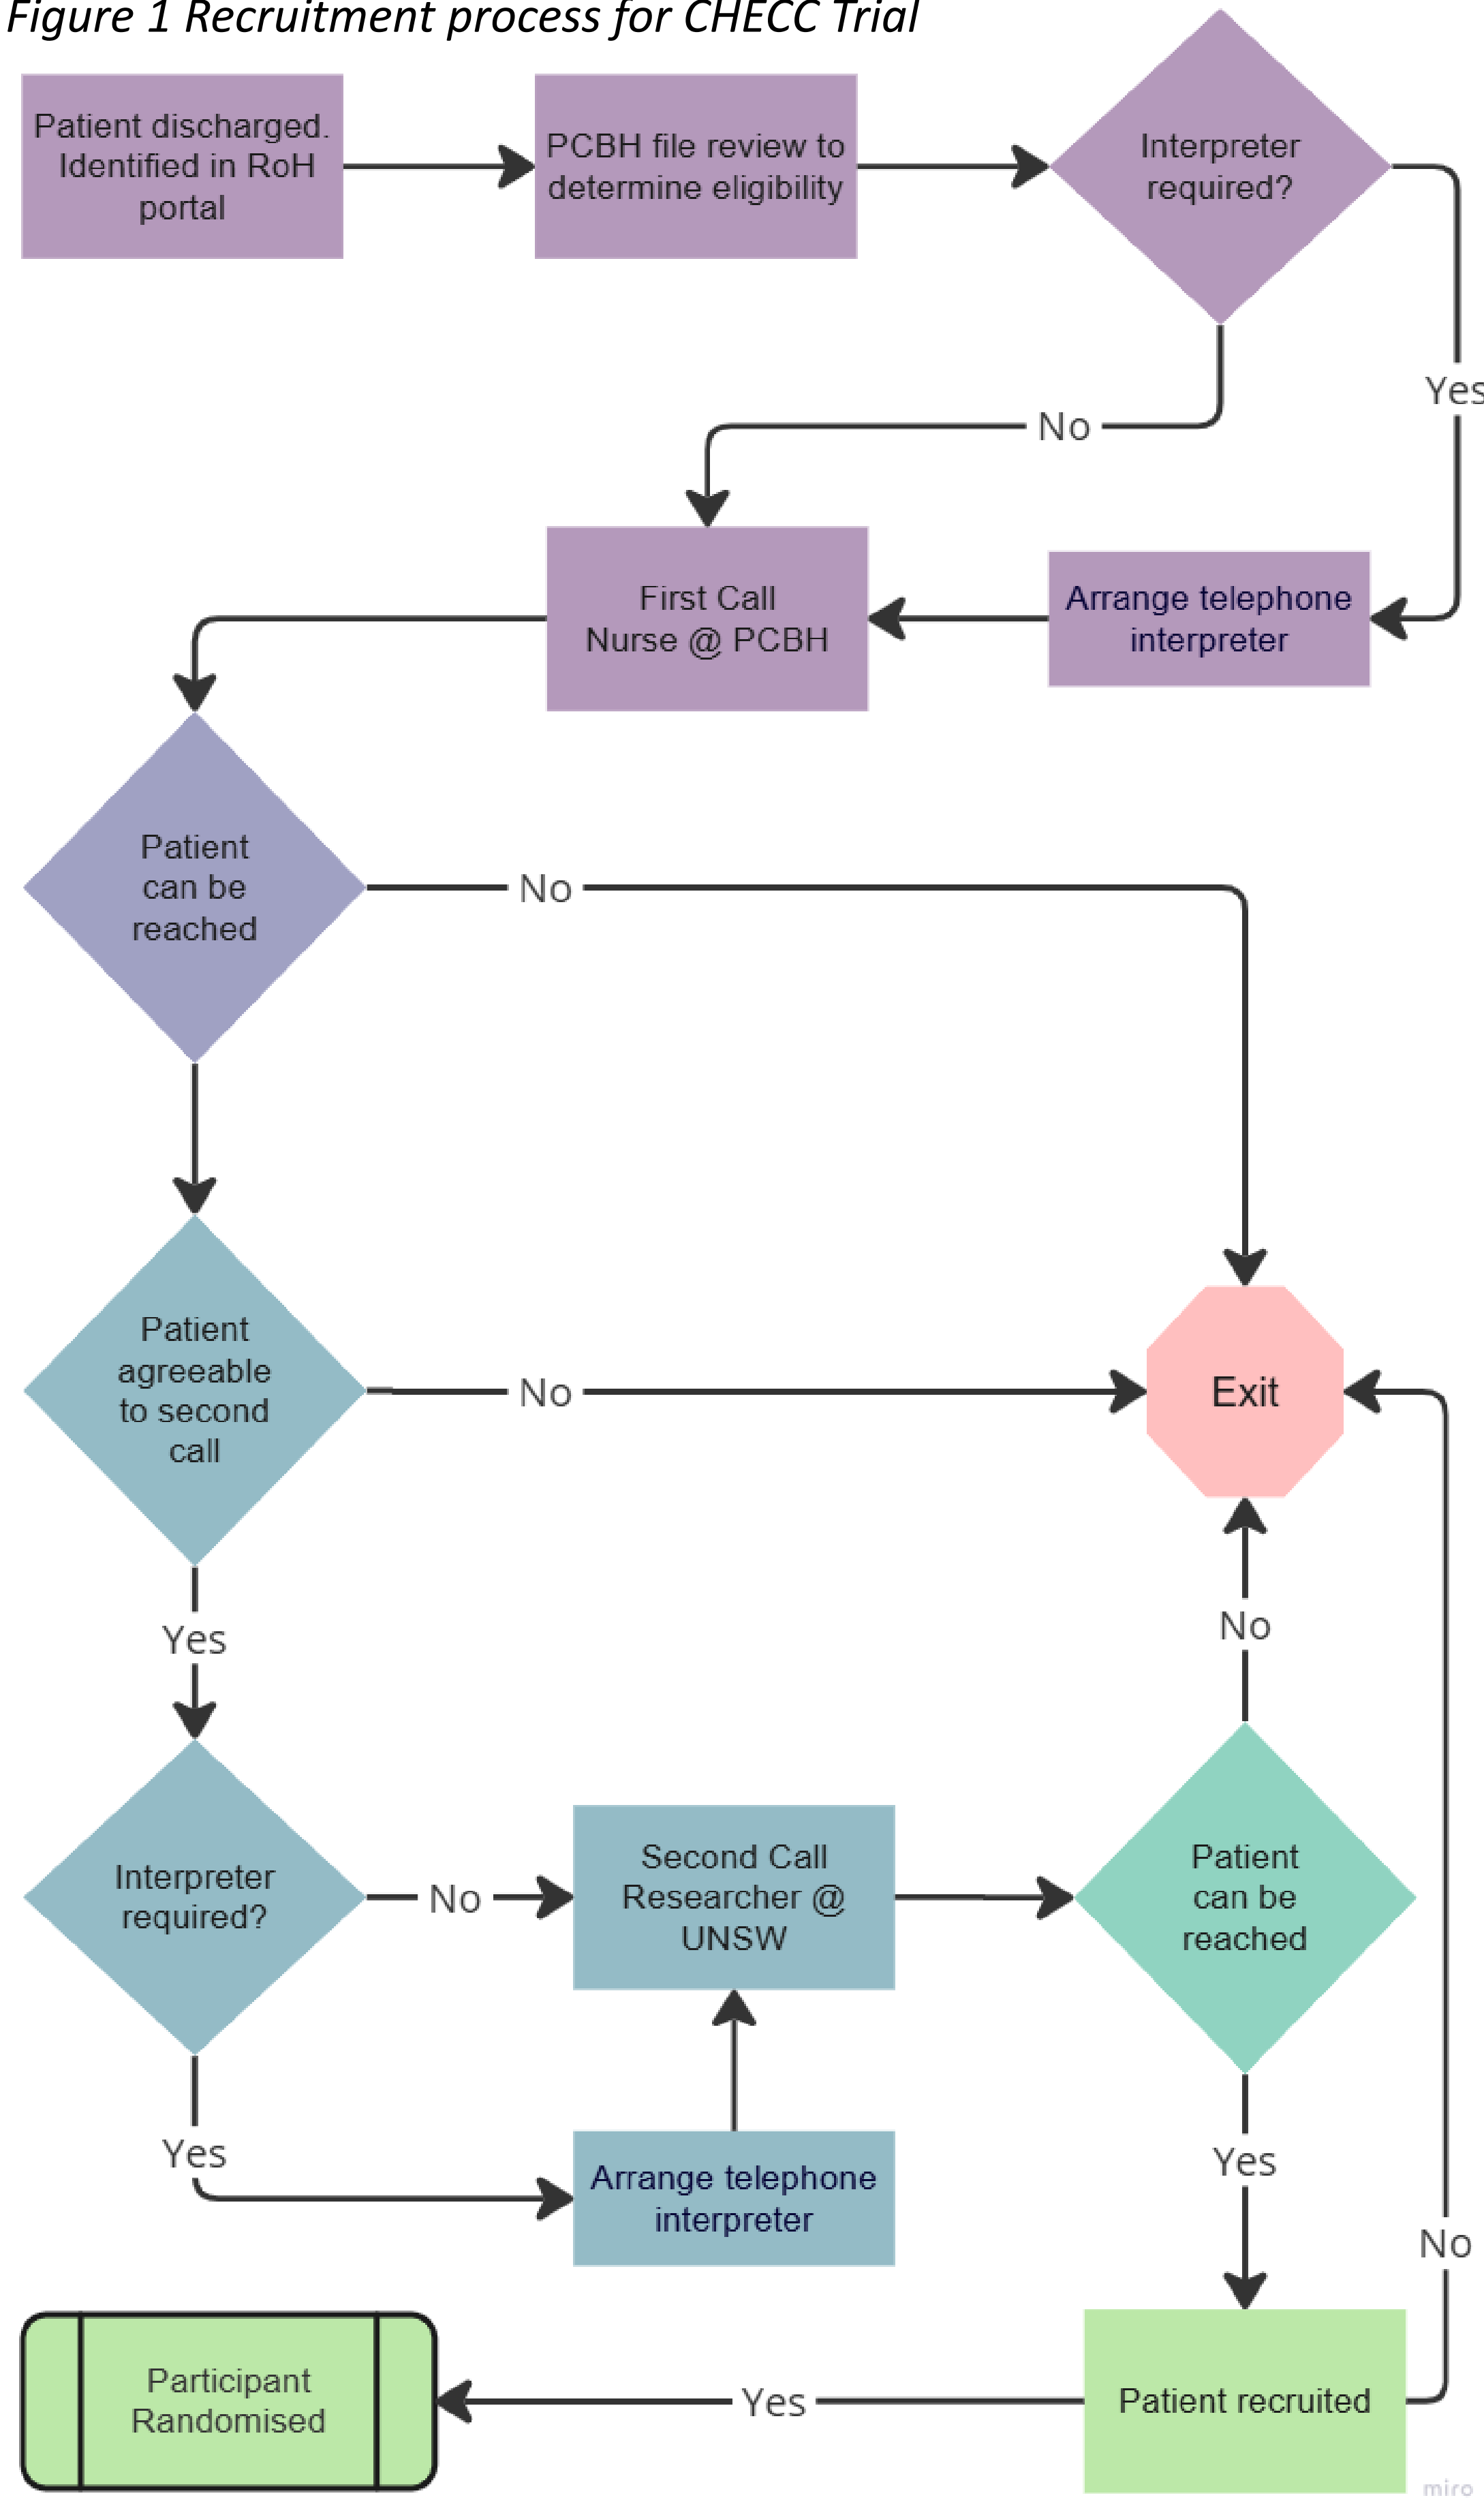 Figure 1 Recruitment process for CHECC Trial
Patient discharged.
Identified in RoH
portal
PCBH file review to
determine eligibility
Interpreter
required?
Yes
No
First Call
Nurse @ PCBH
Arrange telephone
interpreter
Patient
can be
reached
No
Patient
agreeable
to second
call
No
Exit
Yes
No
Interpreter
required?
No
Second Call
Researcher @
UNSW
Patient
can be
reached
Yes
Arrange telephone
interpreter
Yes
No
Participant
Randomised
Yes
Patient recruited
miro